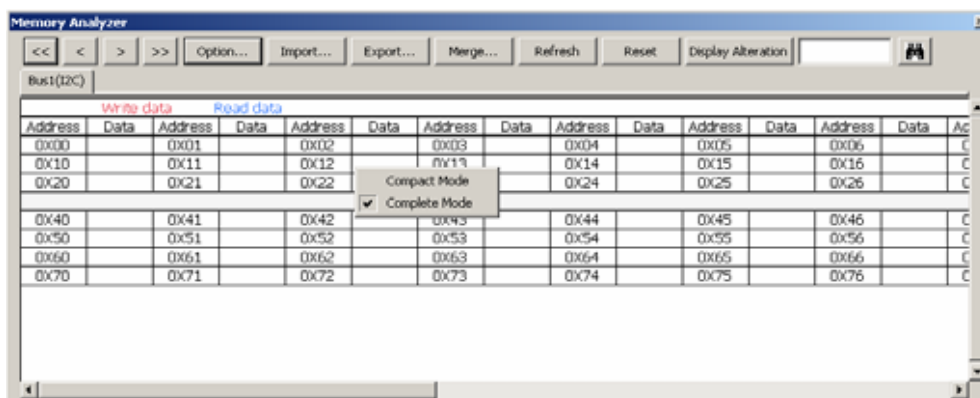 Memory Analyzer
<< < > >> Option... Import... Export... Merge... Refresh Reset Display Alteration
Bus1(I2C)
Write data Read data
Address Data Address Data Address Data Address Data Address Data Address Data Address Data
0X00 0X01 0X02 0X03 0X04 0X05 0X06
0X10 0X11 0X12 0X13 0X14 0X15 0X16
0X20 0X21 0X22 0X24 0X25 0X26
Compact Mode
Complete Mode
0X40 0X41 0X42 0X43 0X44 0X45 0X46
0X50 0X51 0X52 0X53 0X54 0X55 0X56
0X60 0X61 0X62 0X63 0X64 0X65 0X66
0X70 0X71 0X72 0X73 0X74 0X75 0X76